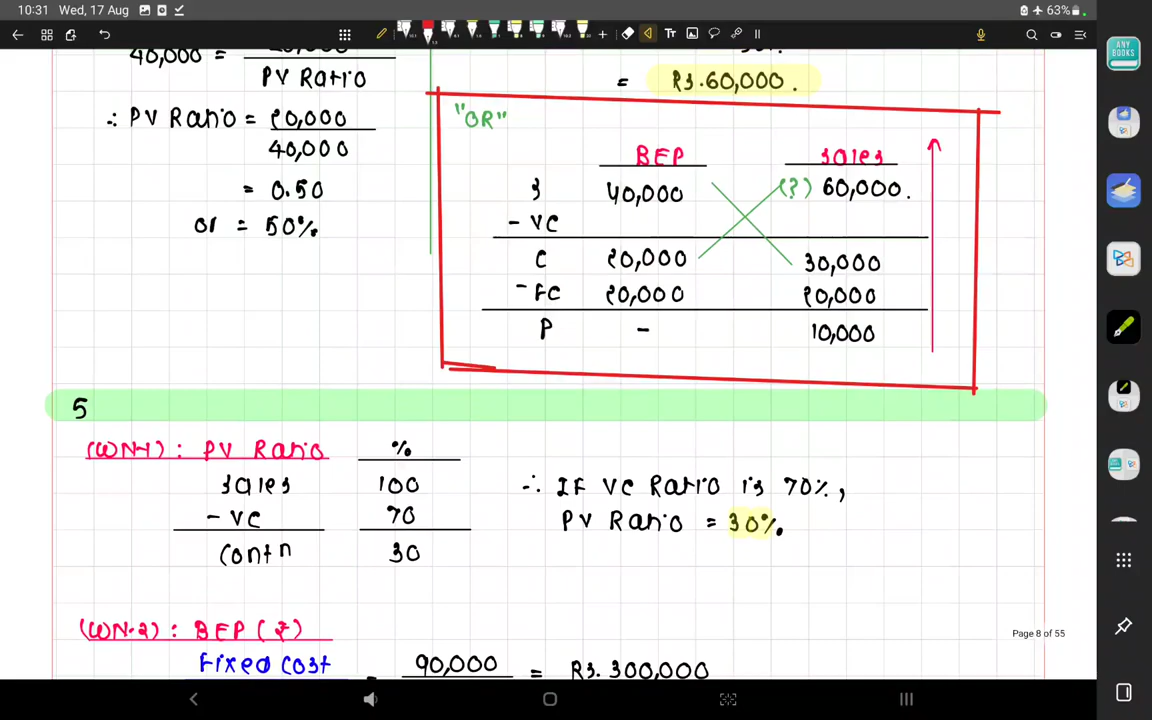 10:31 Mon, 17 Aug
63%
40,000 =
PV Ratio
∴ PV Ratio = 20,000
40,000
= 0.50
or = 50%.
= Rs.60,000.
"OR"
BEP Sales
S 40,000 (?) 60,000.
- VC
C 20,000 30,000
- FC 20,000 20,000
P - 10,000
5
(WN-1) : PV Ratio %
Sales 100
- VC 70
Contn 30
∴ IF VC Ratio is 70%,
PV Ratio = 30%.
(WN-2) : BEP (₹)
Fixed Cost = 90,000 = Rs.300,000
Page 8 of 55
ANY BOOKS